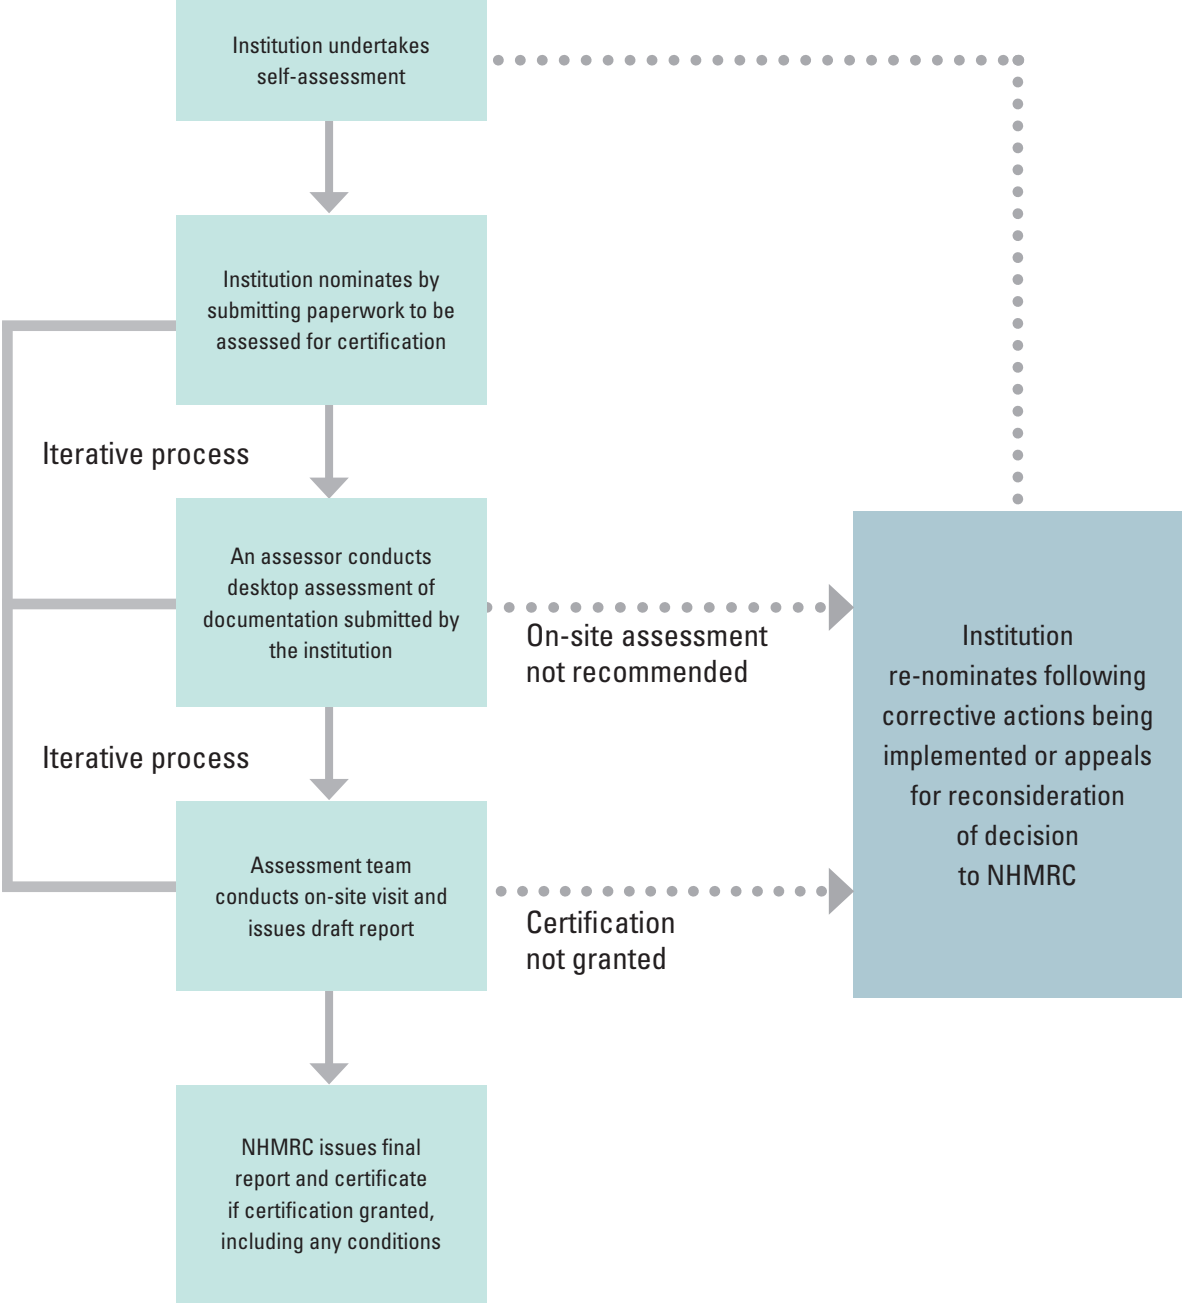 Institution undertakes
self-assessment
Institution nominates by
submitting paperwork to be
assessed for certification
Iterative process
An assessor conducts
desktop assessment of
documentation submitted by
the institution
On-site assessment
not recommended
Institution
re-nominates following
corrective actions being
implemented or appeals
for reconsideration
of decision
to NHMRC
Iterative process
Assessment team
conducts on-site visit and
issues draft report
Certification
not granted
NHMRC issues final
report and certificate
if certification granted,
including any conditions